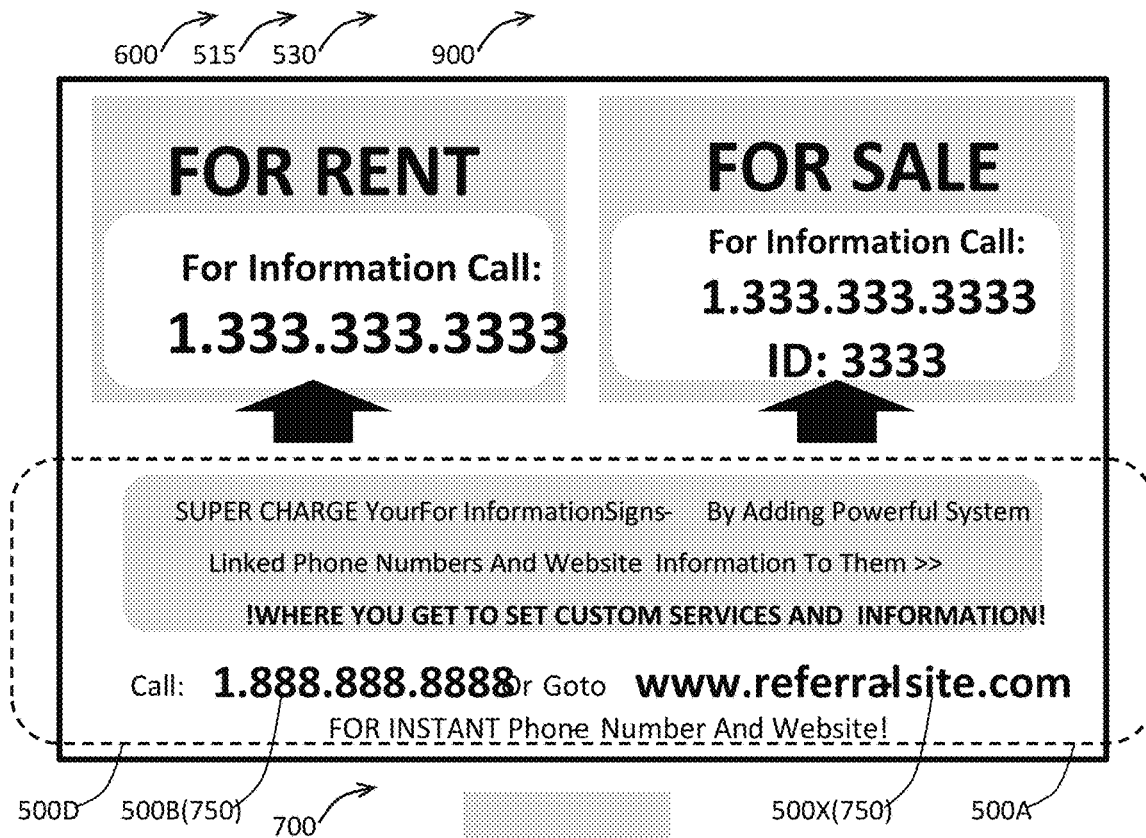 600 515 530 900
FOR RENT
For Information Call:
1.333.333.3333
FOR SALE
For Information Call:
1.333.333.3333
ID: 3333
SUPER CHARGE YourFor InformationSigns- By Adding Powerful System
Linked Phone Numbers And Website Information To Them >>
!WHERE YOU GET TO SET CUSTOM SERVICES AND INFORMATION!
Call: 1.888.888.8888 Or Goto www.referral-site.com
FOR INSTANT Phone- Number And Website!
500D 500B(750) 700 500X(750) 500A